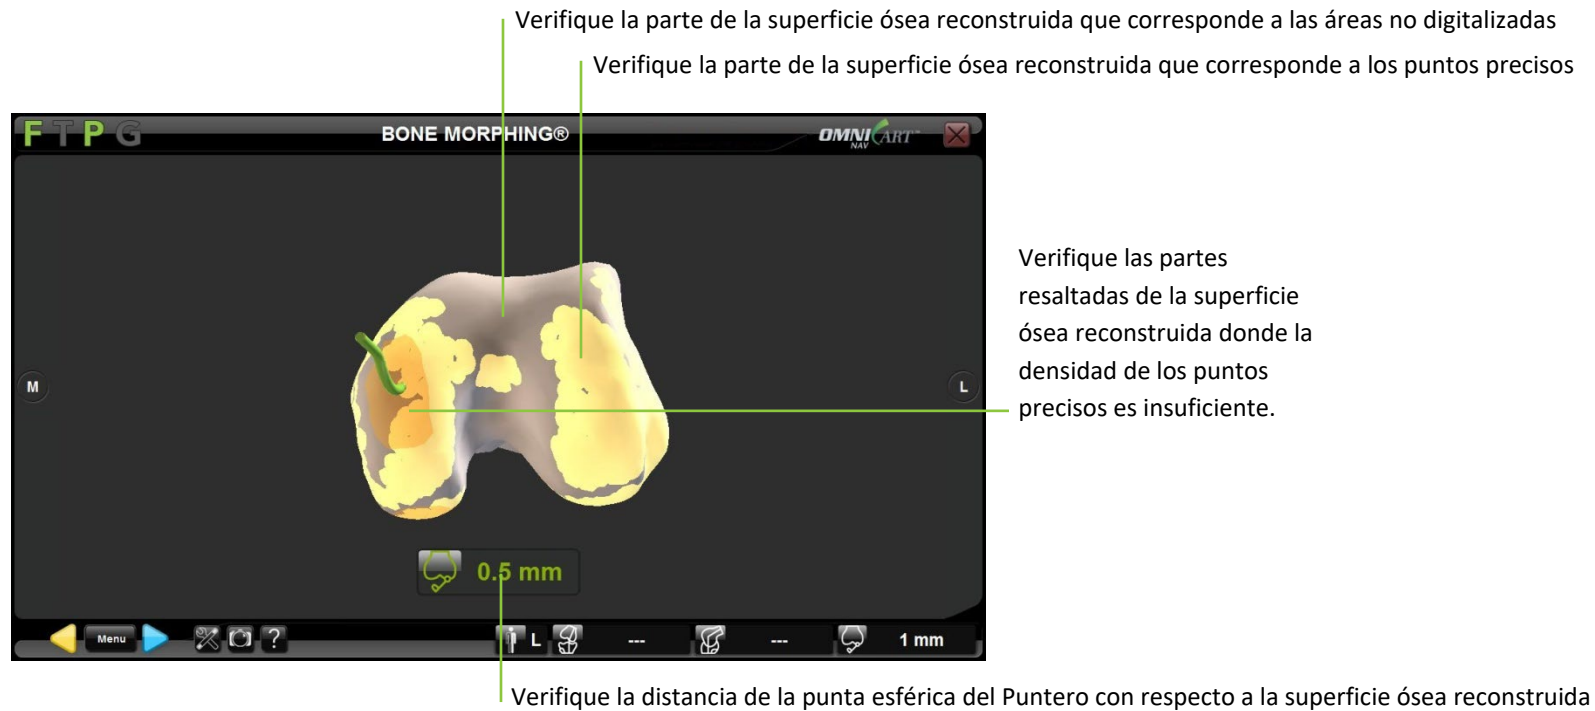 Verifique la parte de la superficie ósea reconstruida que corresponde a las áreas no digitalizadas
Verifique la parte de la superficie ósea reconstruida que corresponde a los puntos precisos
F T P G
BONE MORPHING®
OMNI CART™
NAV
Verifique las partes
resaltadas de la superficie
ósea reconstruida donde la
densidad de los puntos
precisos es insuficiente.
M
L
0.5 mm
Menu
?
L
---
---
1 mm
Verifique la distancia de la punta esférica del Puntero con respecto a la superficie ósea reconstruida